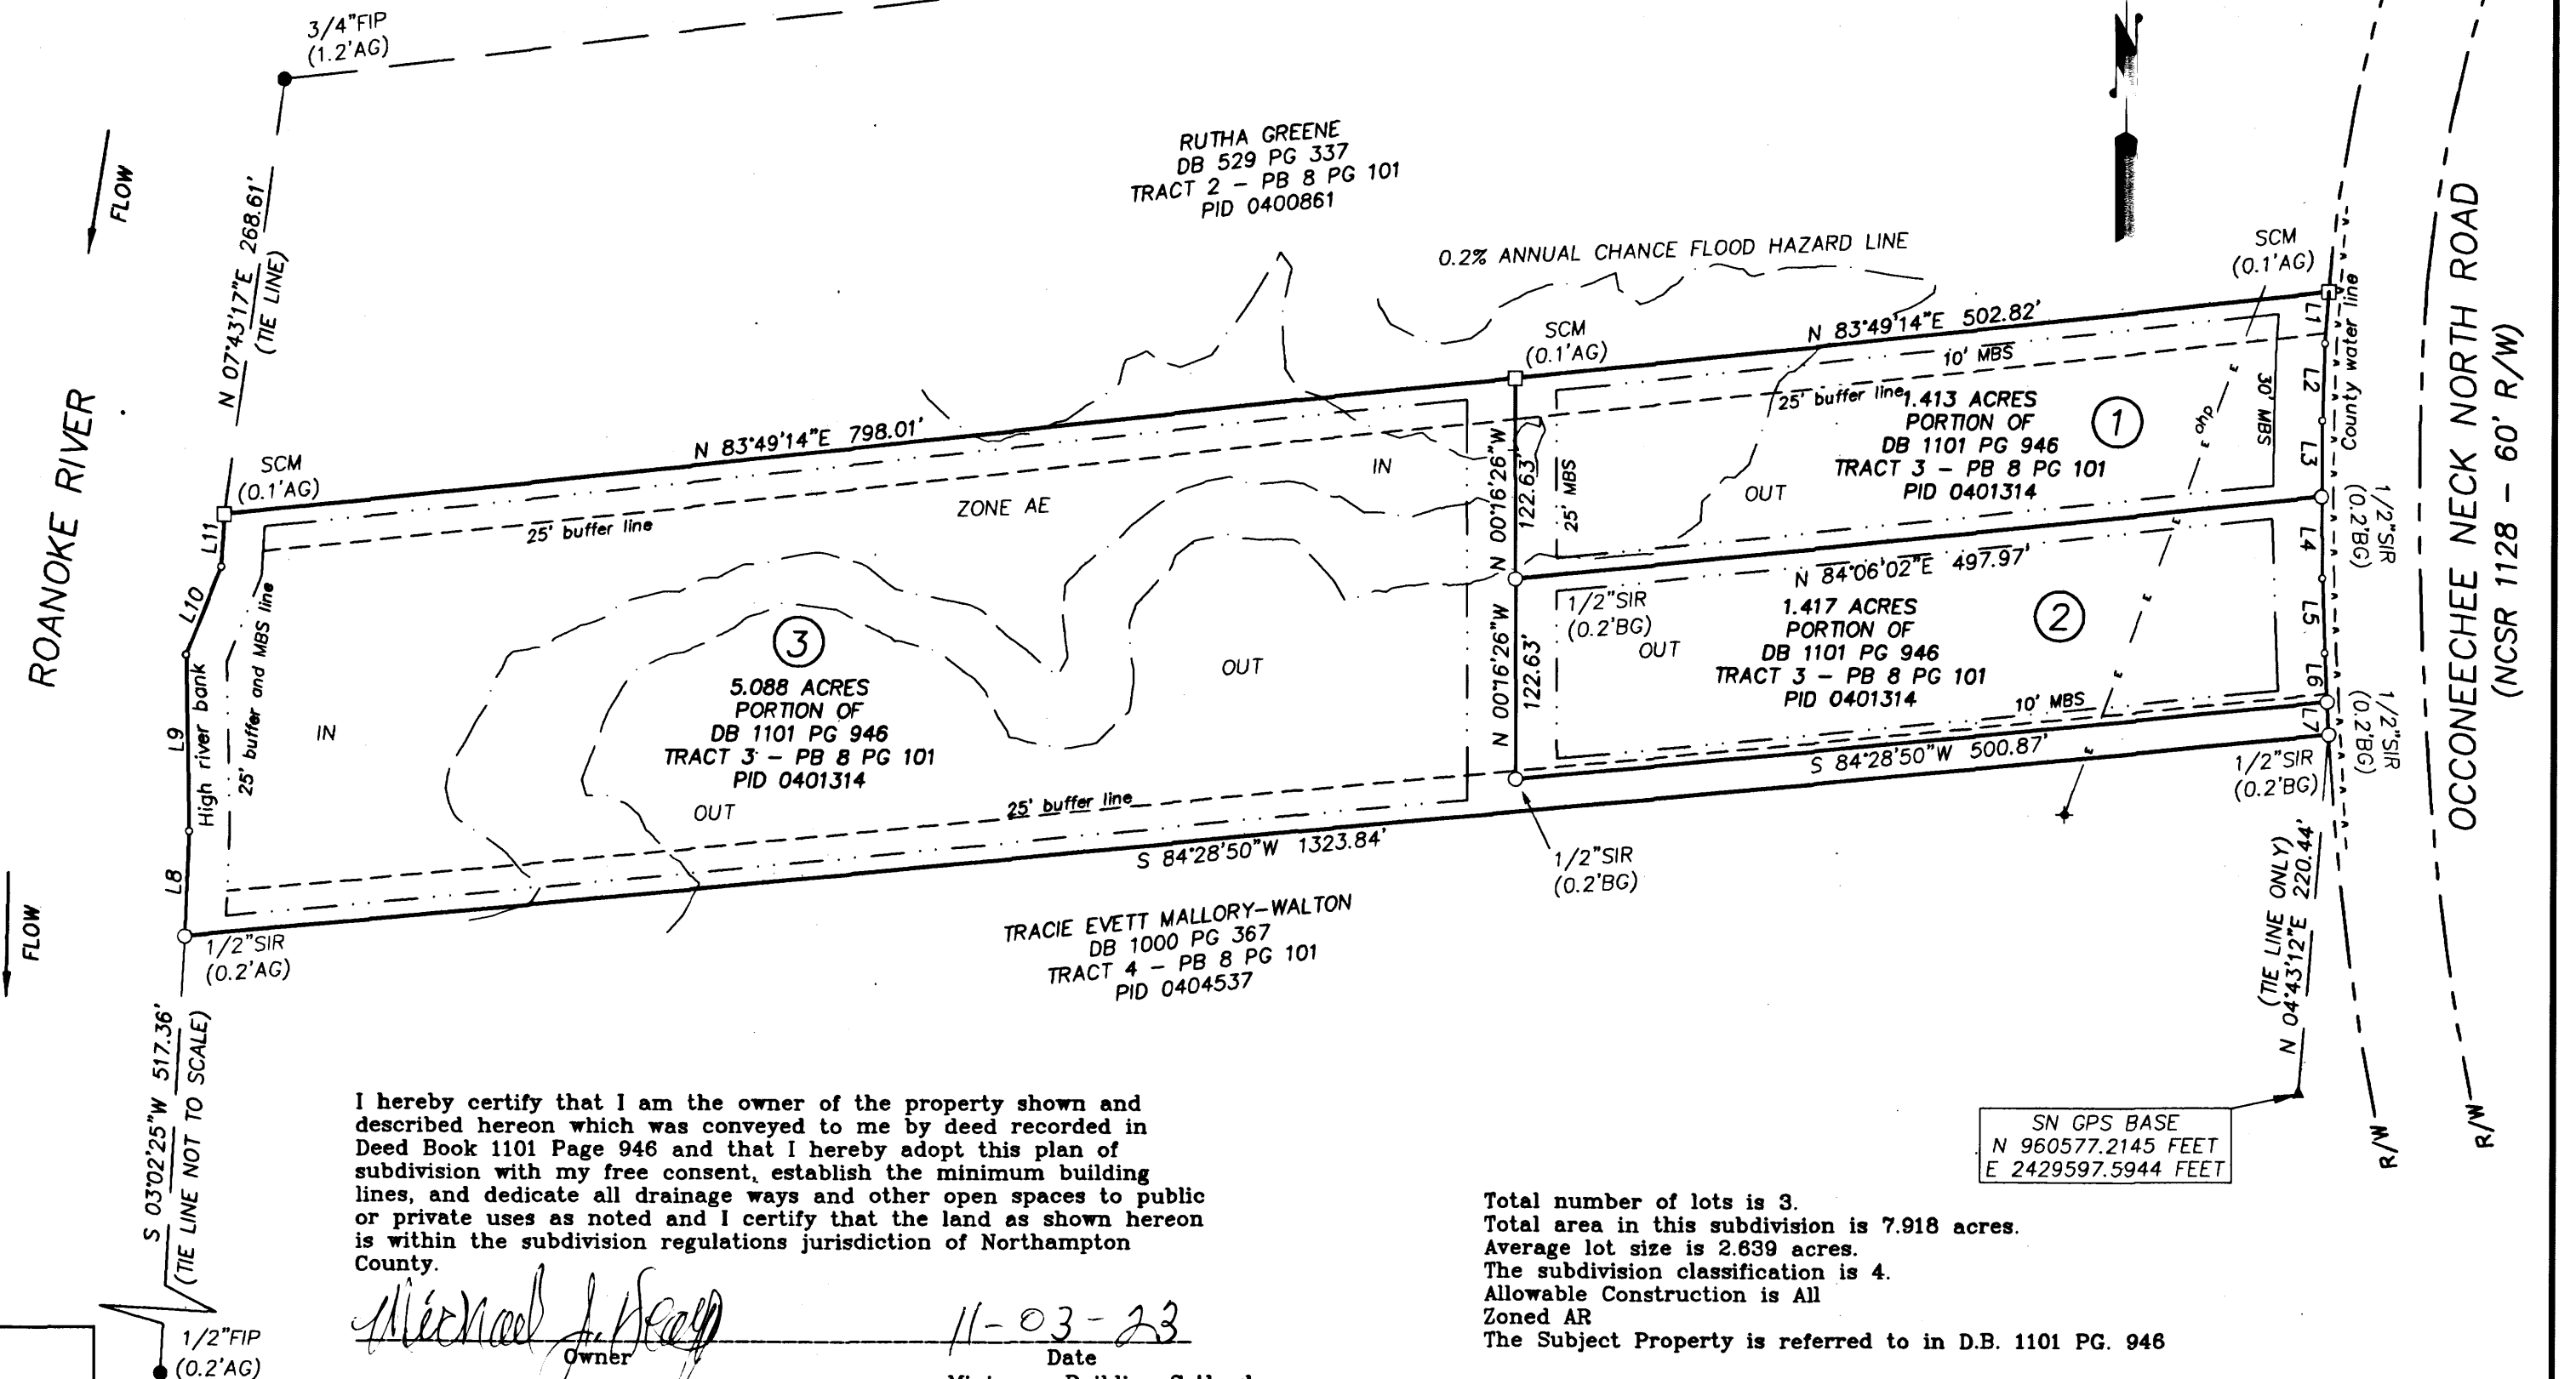 3/4"FIP
(1.2'AG)
FLOW
N 07°43'17"E 268.61'
(TIE LINE)
RUTHA GREENE
DB 529 PG 337
TRACT 2 - PB 8 PG 101
PID 0400861
N
0.2% ANNUAL CHANCE FLOOD HAZARD LINE
SCM
(0.1'AG)
SCM
(0.1'AG)
N 83°49'14"E 502.82'
10' MBS
25' buffer line
1.413 ACRES
PORTION OF
DB 1101 PG 946
TRACT 3 - PB 8 PG 101
PID 0401314
1
OUT
E
ohp
E
E
30' MBS
L1
L2
L3
County water line
1/2"SIR
(0.2'BG)
OCCONEECHEE NECK NORTH ROAD
(NCSR 1128 - 60' R/W)
ROANOKE RIVER
SCM
(0.1'AG)
N 83°49'14"E 798.01'
25' buffer line
ZONE AE
IN
N 00°16'26"W
122.63'
25' MBS
N 84°06'02"E 497.97'
1/2"SIR
(0.2'BG)
OUT
1.417 ACRES
PORTION OF
DB 1101 PG 946
TRACT 3 - PB 8 PG 101
PID 0401314
2
E
E
E
E
L4
L5
L6
L7
10' MBS
1/2"SIR
(0.2'BG)
N 00°16'26"W
122.63'
S 84°28'50"W 500.87'
1/2"SIR
(0.2'BG)
L11
L10
L9
L8
High river bank
25' buffer and MBS line
IN
3
5.088 ACRES
PORTION OF
DB 1101 PG 946
TRACT 3 - PB 8 PG 101
PID 0401314
OUT
OUT
25' buffer line
S 84°28'50"W 1323.84'
1/2"SIR
(0.2'BG)
FLOW
1/2"SIR
(0.2'AG)
TRACIE EVETT MALLORY-WALTON
DB 1000 PG 367
TRACT 4 - PB 8 PG 101
PID 0404537
(TIE LINE ONLY)
N 04°43'12"E 220.44'
S 03°02'25"W 517.36'
(TIE LINE NOT TO SCALE)
SN GPS BASE
N 960577.2145 FEET
E 2429597.5944 FEET
R/W
R/W
I hereby certify that I am the owner of the property shown and
described hereon which was conveyed to me by deed recorded in
Deed Book 1101 Page 946 and that I hereby adopt this plan of
subdivision with my free consent, establish the minimum building
lines, and dedicate all drainage ways and other open spaces to public
or private uses as noted and I certify that the land as shown hereon
is within the subdivision regulations jurisdiction of Northampton
County.
Michael J. 11-03-23
Owner Date
Total number of lots is 3.
Total area in this subdivision is 7.918 acres.
Average lot size is 2.639 acres.
The subdivision classification is 4.
Allowable Construction is All
Zoned AR
The Subject Property is referred to in D.B. 1101 PG. 946
1/2"FIP
(0.2'AG)